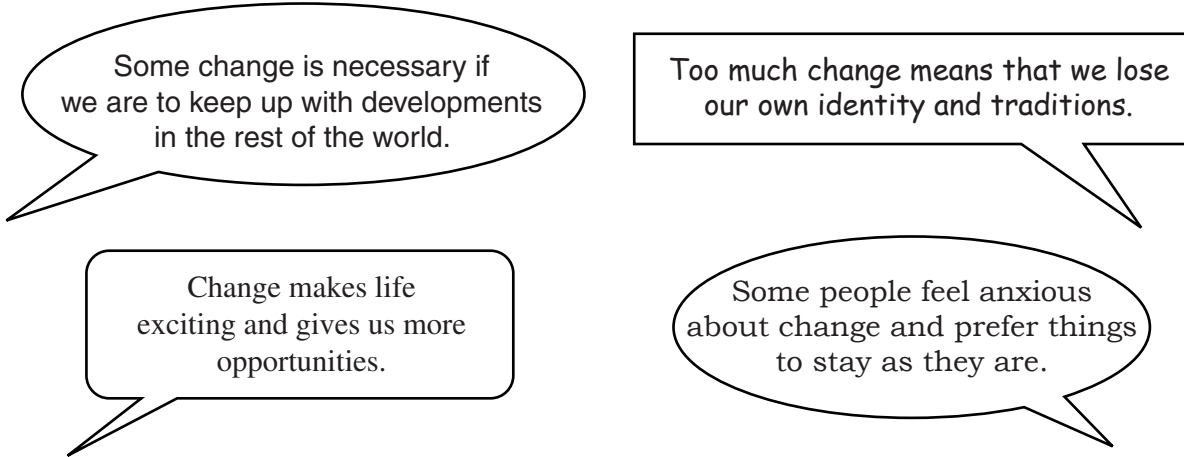 Some change is necessary if
we are to keep up with developments
in the rest of the world.
Too much change means that we lose
our own identity and traditions.
Change makes life
exciting and gives us more
opportunities.
Some people feel anxious
about change and prefer things
to stay as they are.